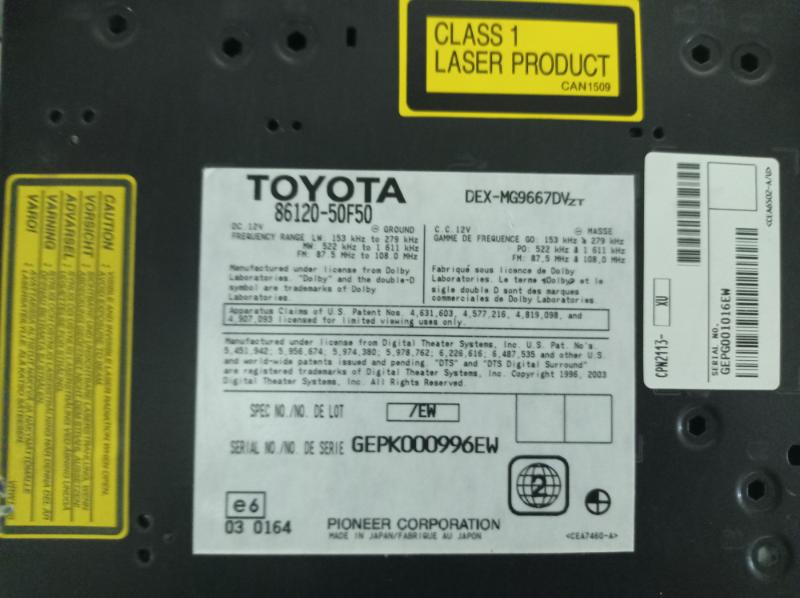 CLASS 1
LASER PRODUCT
CAN1509
TOYOTA
86120-50F50
DEX-MG9667DVZT
DC. 12V ⊖ GROUND
FREQUENCY RANGE LW: 153 kHz to 279 kHz
MW: 522 kHz to 1 611 kHz
FM: 87.5 MHz to 108.0 MHz
C.C. 12V ⊖ MASSE
GAMME DE FREQUENCE GO: 153 kHz à 279 kHz
PO: 522 kHz à 1 611 kHz
FM: 87,5 MHz à 108,0 MHz
Manufactured under license from Dolby
Laboratories. "Dolby" and the double-D
symbol are trademarks of Dolby
Laboratories.
Fabriqué sous licence de Dolby
Laboratories. Le terme «Dolby» et le
sigle double D sont des marques
commerciales de Dolby Laboratories.
Apparatus Claims of U.S. Patent Nos. 4,631,603, 4,577,216, 4,819,098, and
4,907,093 licensed for limited viewing uses only.
Manufactured under license from Digital Theater Systems, Inc. U.S. Pat. No's.
5,451,942; 5,956,674; 5,974,380; 5,978,762; 6,226,616; 6,487,535 and other U.S.
and world-wide patents issued and pending. "DTS" and "DTS Digital Surround"
are registered trademarks of Digital Theater Systems, Inc. Copyright 1996, 2003
Digital Theater Systems, Inc. All Rights Reserved.
SPEC NO./NO. DE LOT /EW
SERIAL NO./NO. DE SERIE GEPK000996EW
e6
03 0164
2
PIONEER CORPORATION
MADE IN JAPAN/FABRIQUÉ AU JAPON
<CEA7460-A>
CPW2113- XU
SERIAL NO.
GEPG001016EW
<CEA6502-A/U>
CAUTION
VORSICHT
ADVARSEL
WARNING
VARO!